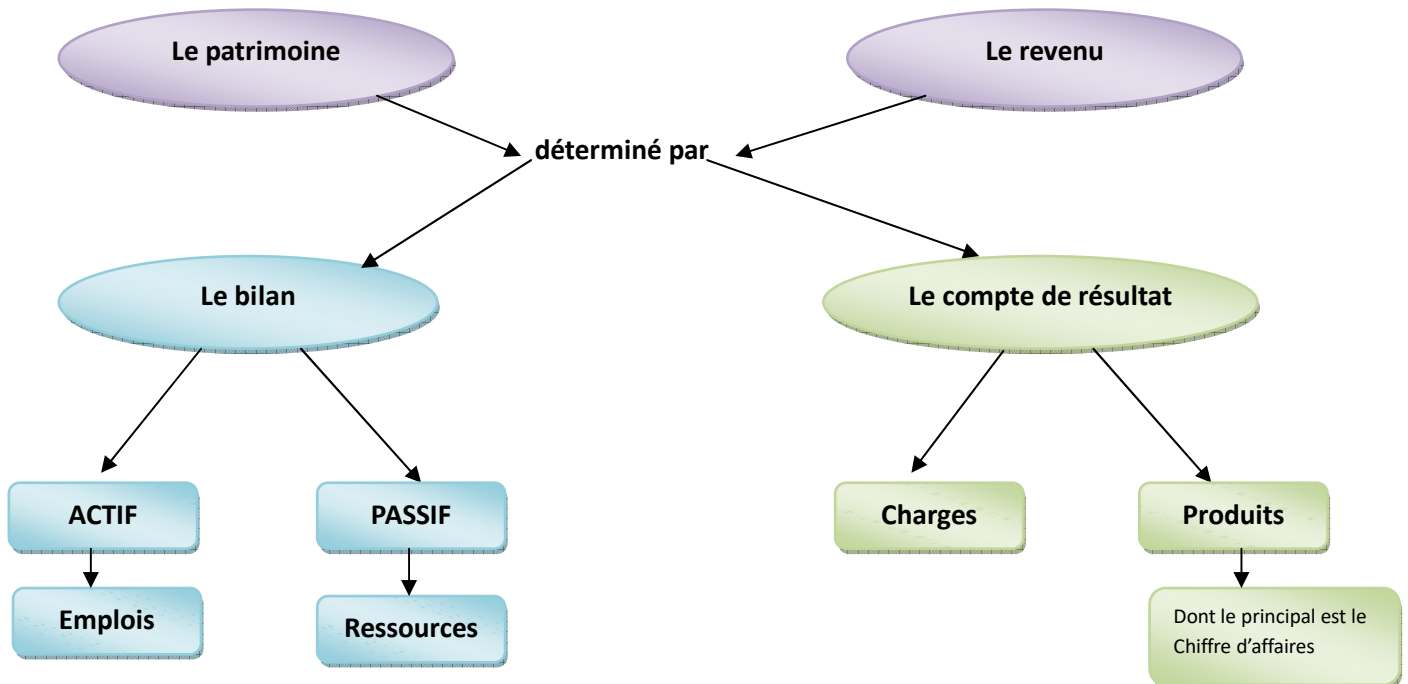 Le patrimoine
Le revenu
déterminé par
Le bilan
Le compte de résultat
ACTIF
PASSIF
Charges
Produits
Emplois
Ressources
Dont le principal est le
Chiffre d’affaires